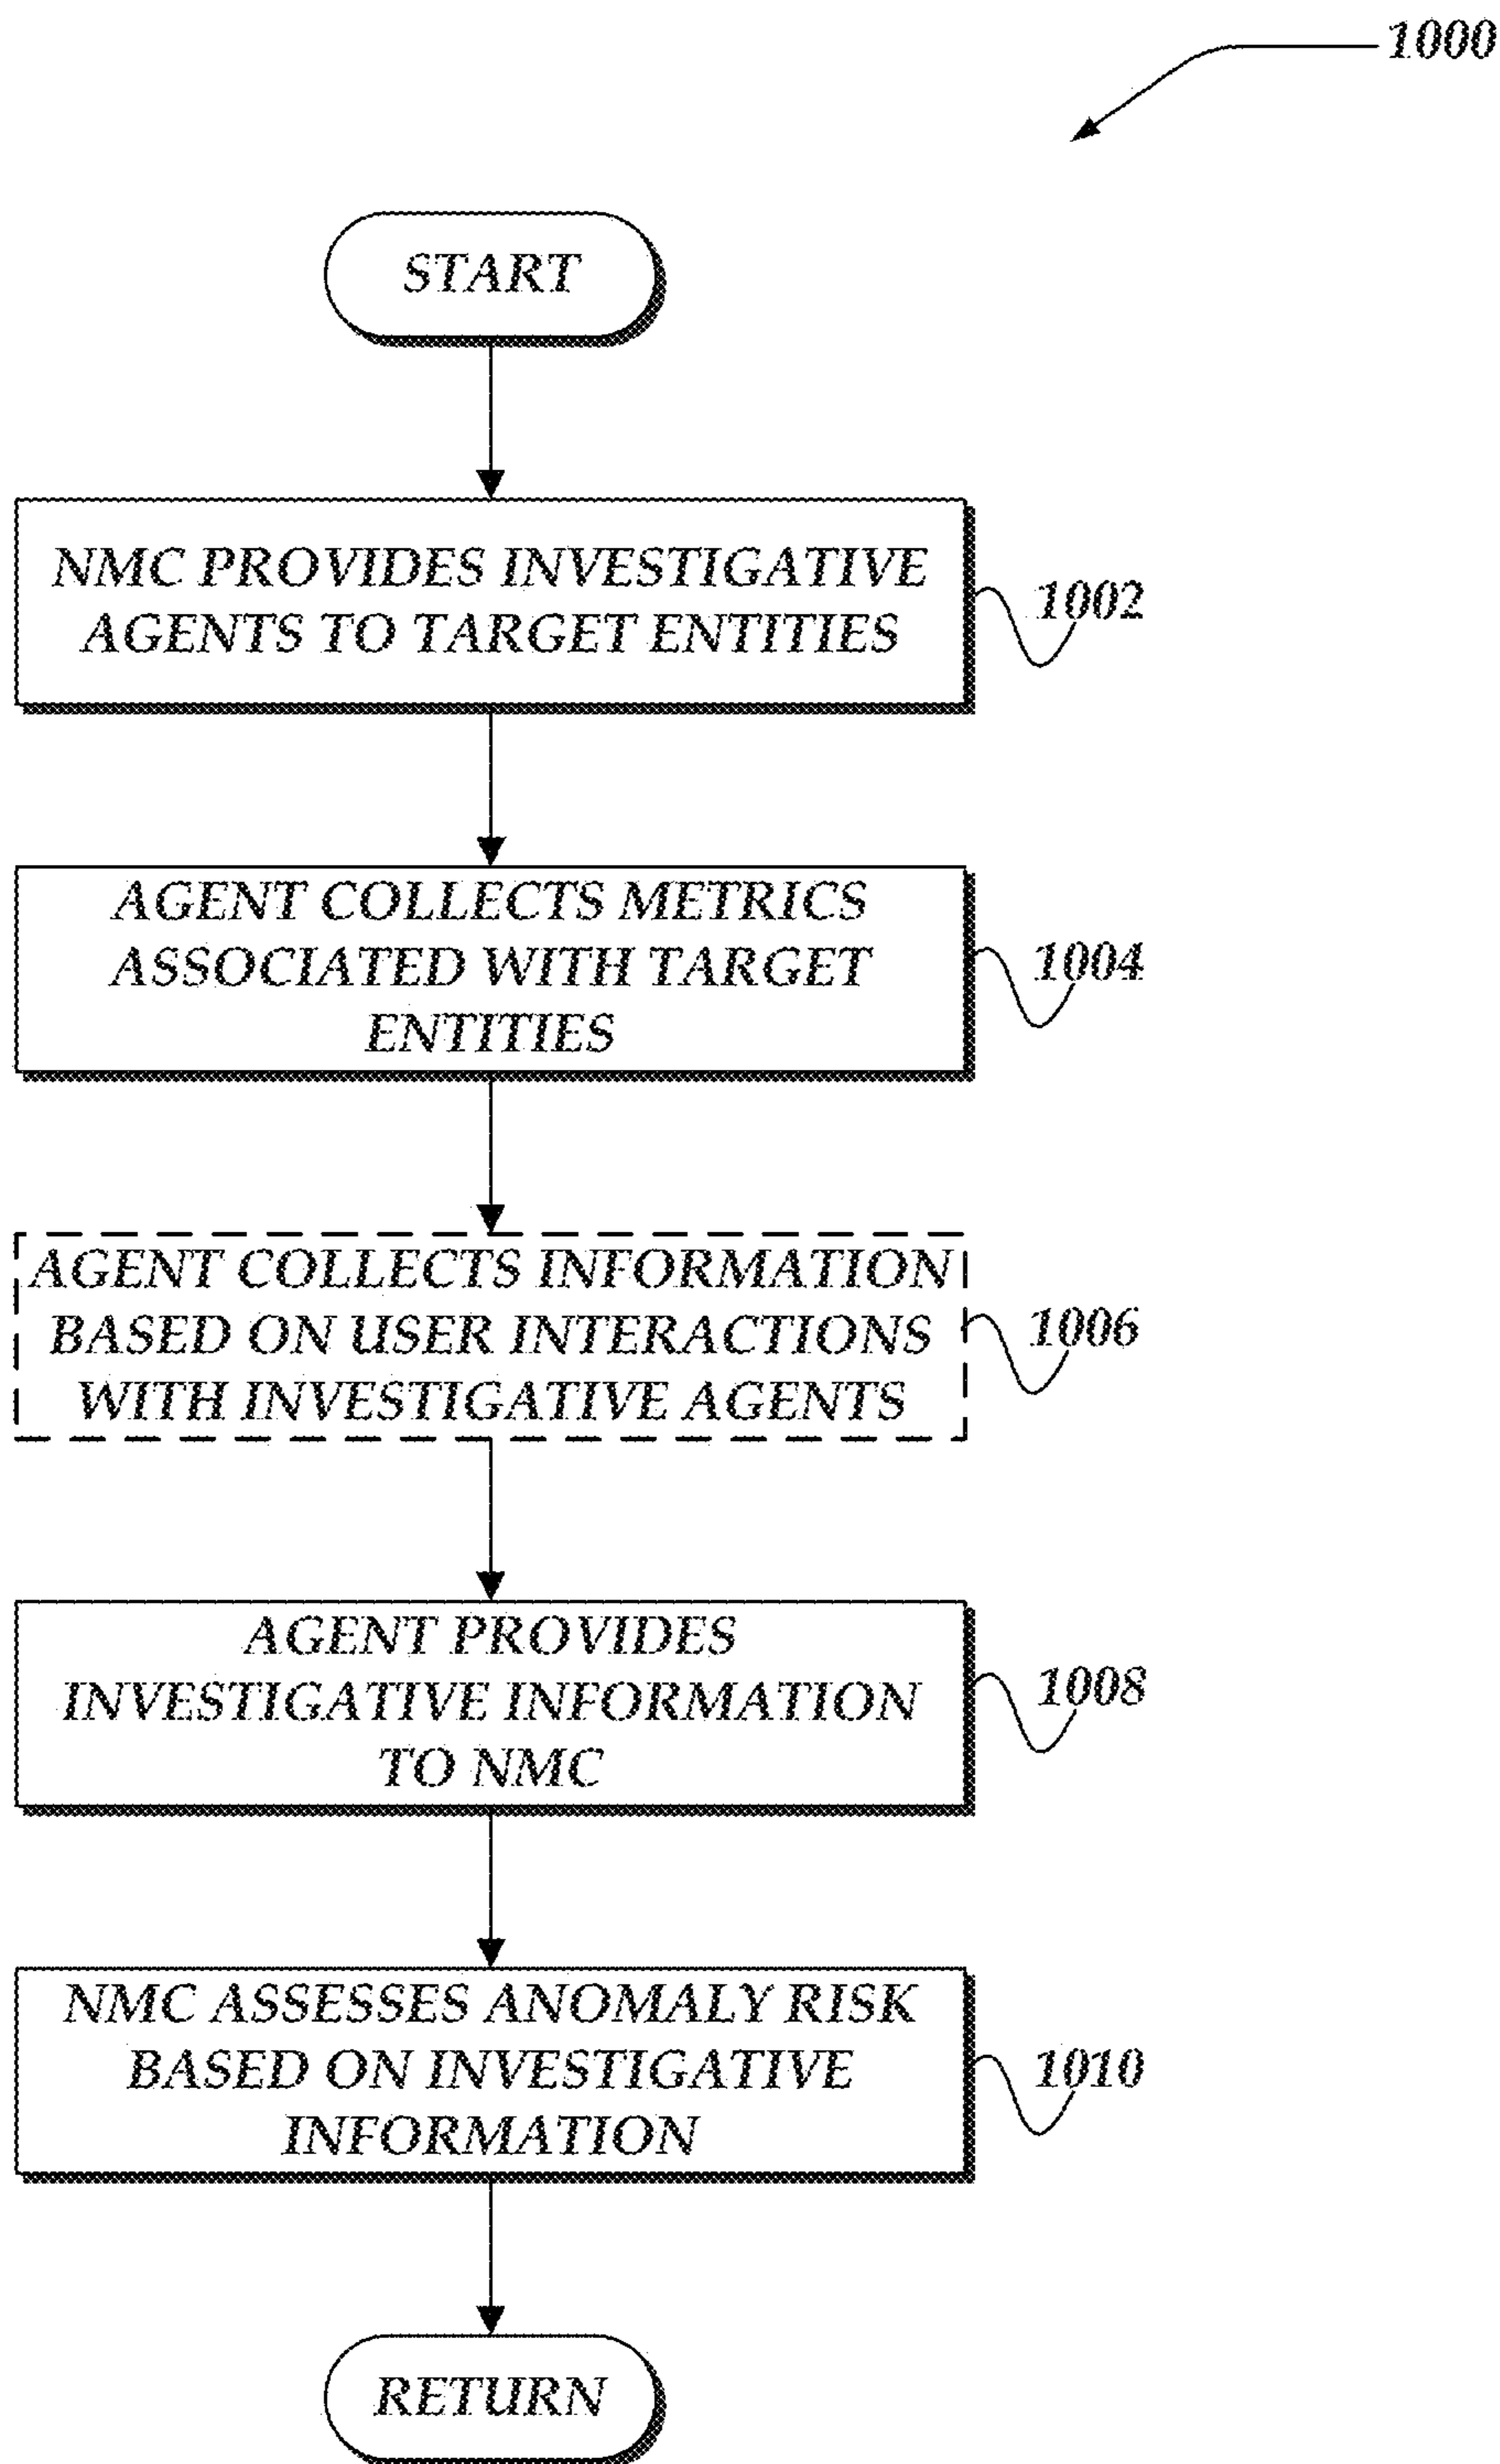 1000
START
NMC PROVIDES INVESTIGATIVE
AGENTS TO TARGET ENTITIES
1002
AGENT COLLECTS METRICS
ASSOCIATED WITH TARGET
ENTITIES
1004
AGENT COLLECTS INFORMATION
BASED ON USER INTERACTIONS
WITH INVESTIGATIVE AGENTS
1006
AGENT PROVIDES
INVESTIGATIVE INFORMATION
TO NMC
1008
NMC ASSESSES ANOMALY RISK
BASED ON INVESTIGATIVE
INFORMATION
1010
RETURN